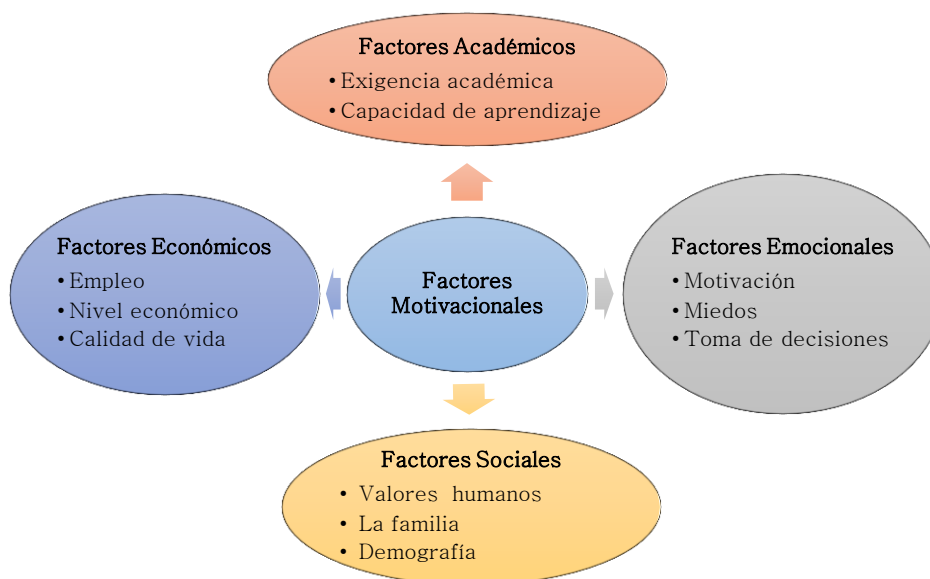 Factores Académicos
• Exigencia académica
• Capacidad de aprendizaje
Factores Económicos
• Empleo
• Nivel económico
• Calidad de vida
Factores
Motivacionales
Factores Emocionales
• Motivación
• Miedos
• Toma de decisiones
Factores Sociales
• Valores humanos
• La familia
• Demografía